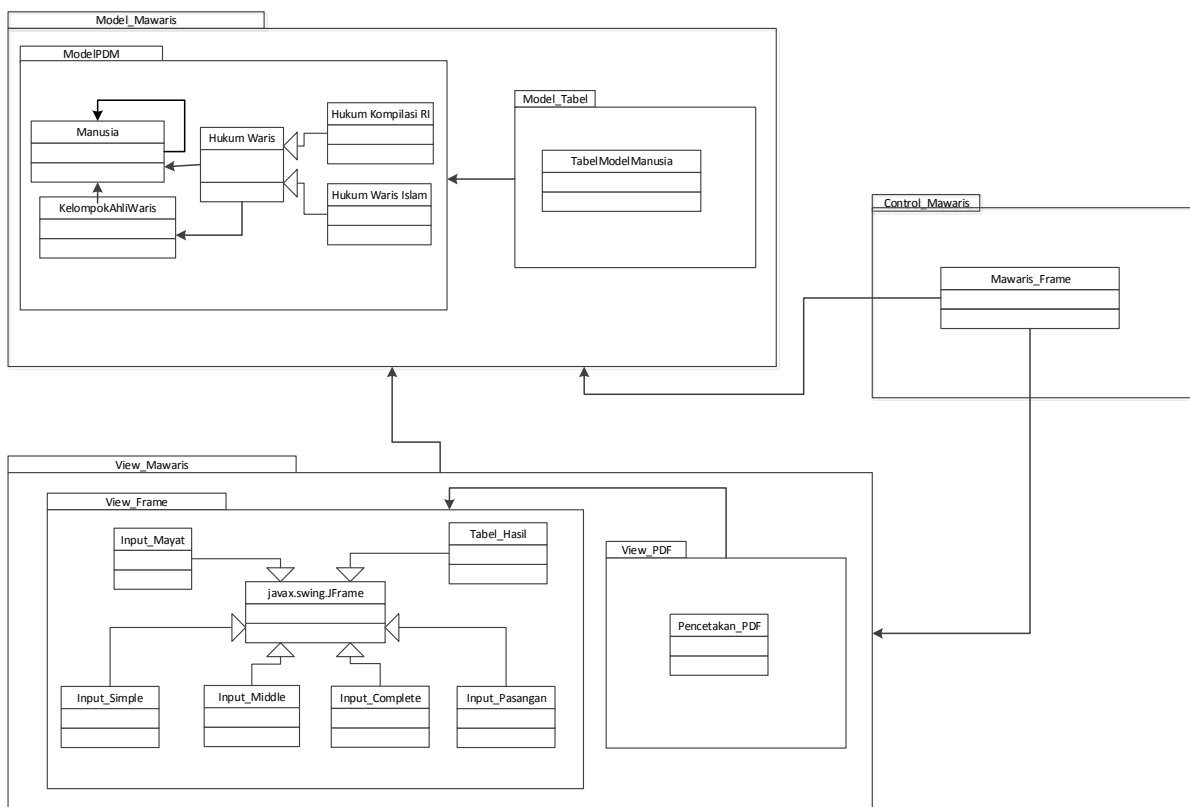 Model_Mawaris
ModelPDM
Manusia
Hukum Waris
Hukum Kompilasi RI
Hukum Waris Islam
KelompokAhliWaris
Model_Tabel
TabelModelManusia
Control_Mawaris
Mawaris_Frame
View_Mawaris
View_Frame
Input_Mayat
Tabel_Hasil
javax.swing.JFrame
Input_Simple
Input_Middle
Input_Complete
Input_Pasangan
View_PDF
Pencetakan_PDF